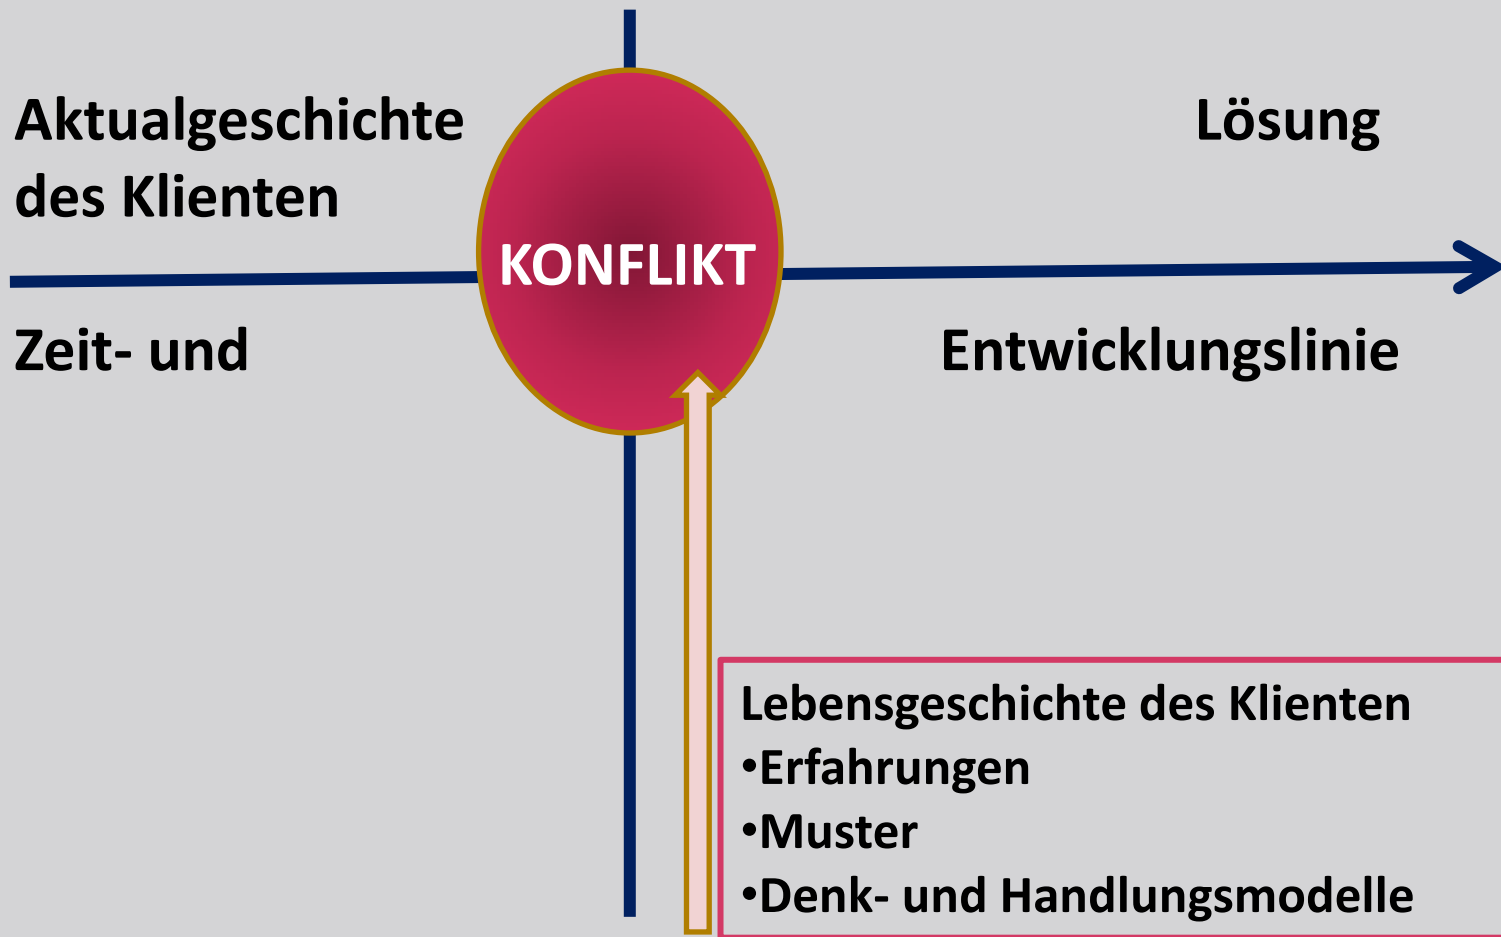 Aktualgeschichte
des Klienten
Lösung
KONFLIKT
Zeit- und
Entwicklungslinie
Lebensgeschichte des Klienten
•Erfahrungen
•Muster
•Denk- und Handlungsmodelle